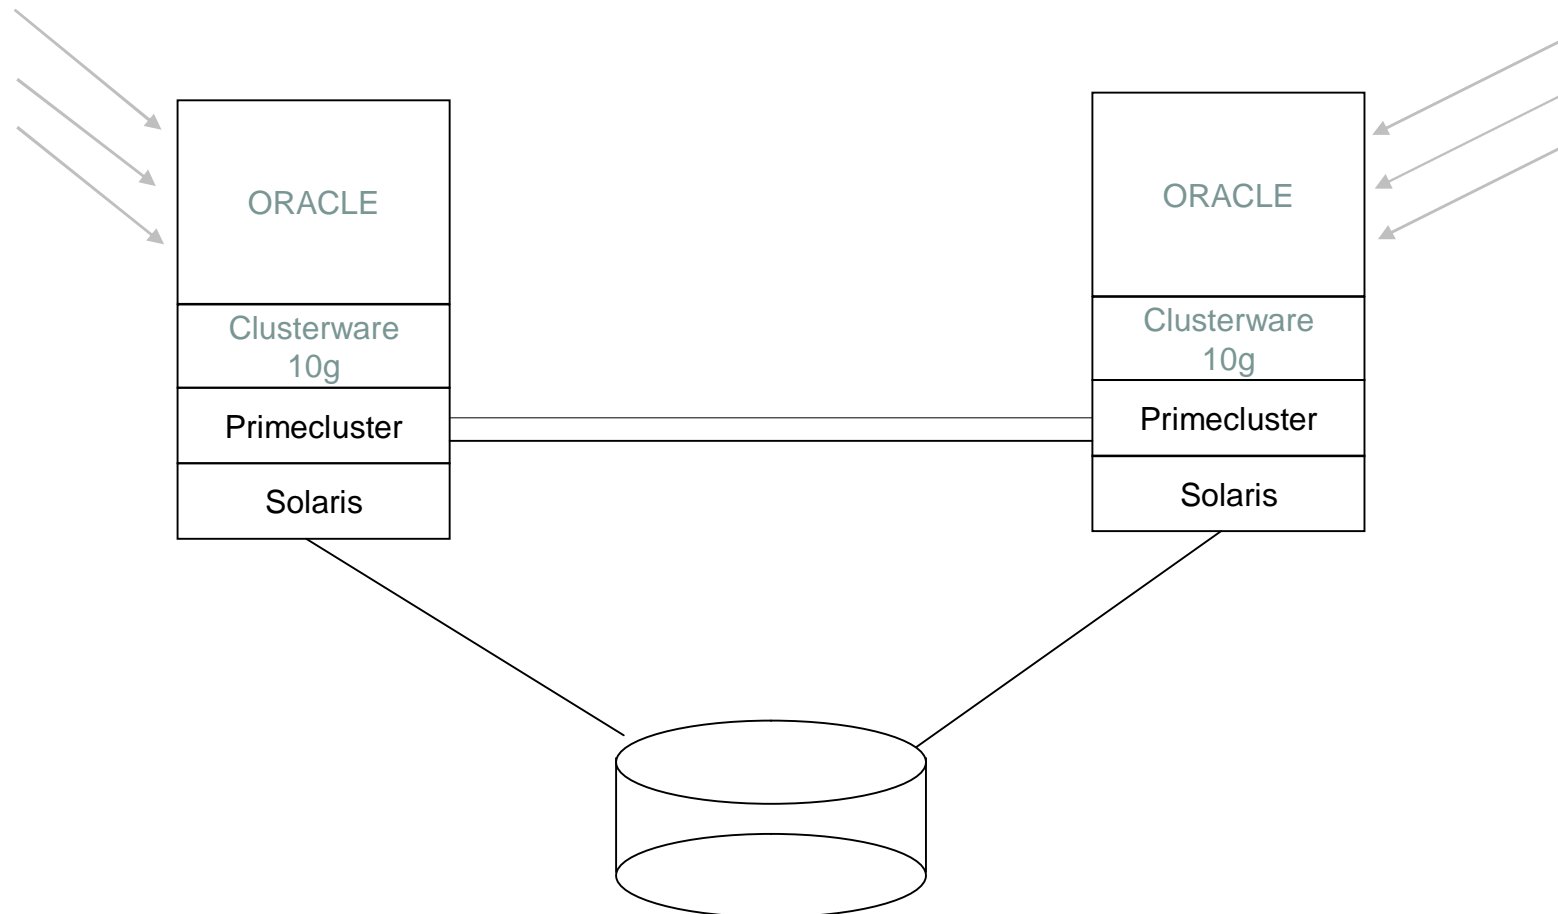 ORACLE
Clusterware
10g
Primecluster
Solaris
ORACLE
Clusterware
10g
Primecluster
Solaris